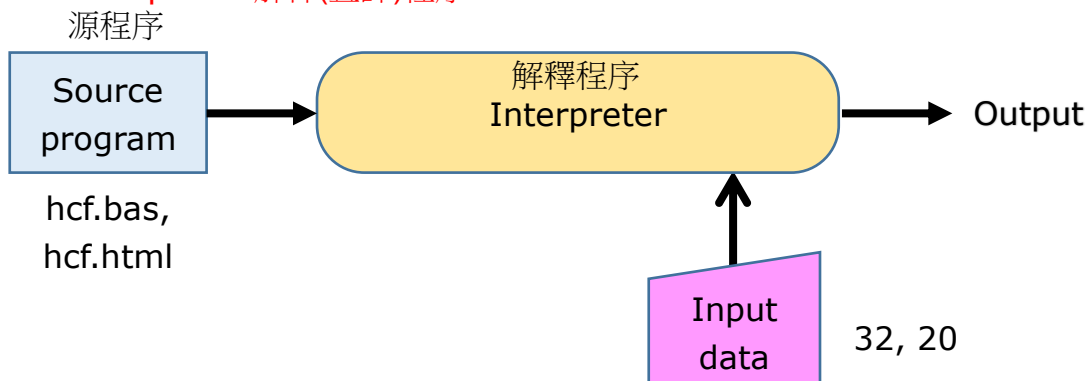 源程序
Source
program
解釋程序
Interpreter
Output
hcf.bas,
hcf.html
Input
data
32, 20